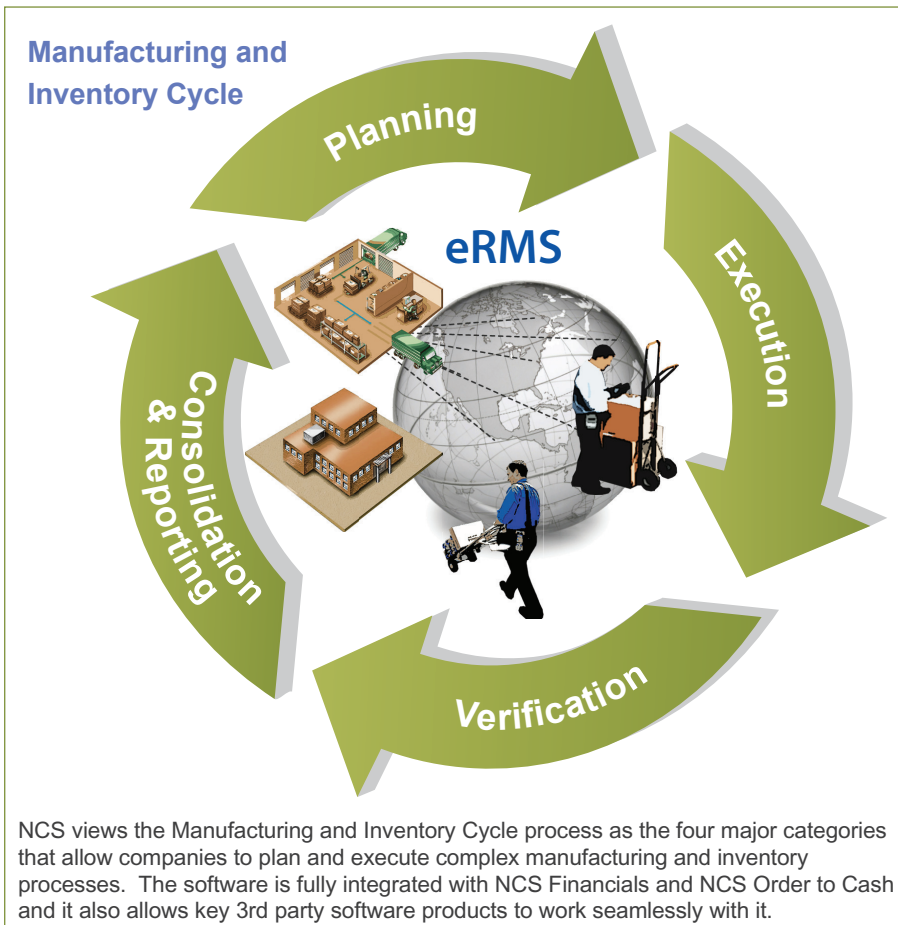 Manufacturing and
Inventory Cycle
Planning
eRMS
Execution
Consolidation
& Reporting
Verification
NCS views the Manufacturing and Inventory Cycle process as the four major categories
that allow companies to plan and execute complex manufacturing and inventory
processes.  The software is fully integrated with NCS Financials and NCS Order to Cash
and it also allows key 3rd party software products to work seamlessly with it.